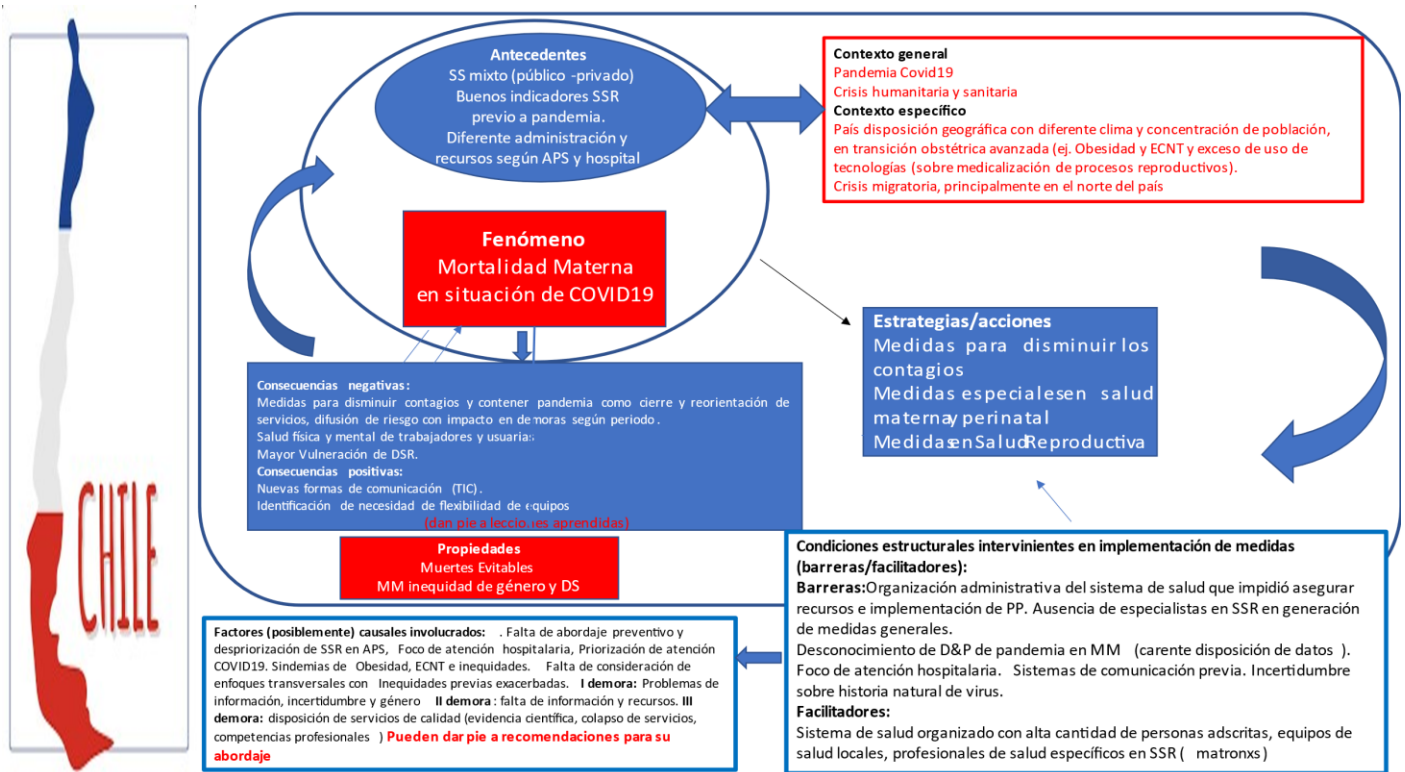 CHILE
Antecedentes
SS mixto (público -privado)
Buenos indicadores SSR
previo a pandemia.
Diferente administración y
recursos según APS y hospital
Contexto general
Pandemia Covid19
Crisis humanitaria y sanitaria
Contexto específico
País disposición geográfica con diferente clima y concentración de población,
en transición obstétrica avanzada (ej. Obesidad y ECNT y exceso de uso de
tecnologías (sobre medicalización de procesos reproductivos).
Crisis migratoria, principalmente en el norte del país
Fenómeno
Mortalidad Materna
en situación de COVID19
Estrategias/acciones
Medidas para disminuir los
contagios
Medidas especiales en salud
materna y perinatal
Medidas en Salud Reproductiva
Consecuencias negativas:
Medidas para disminuir contagios y contener pandemia como cierre y reorientación de
servicios, difusión de riesgo con impacto en demoras según periodo.
Salud física y mental de trabajadores y usuarias
Mayor Vulneración de DSR.
Consecuencias positivas:
Nuevas formas de comunicación (TIC).
Identificación de necesidad de flexibilidad de equipos
(dan pie a lecciones aprendidas)
Propiedades
Muertes Evitables
MM inequidad de género y DS
Condiciones estructurales intervinientes en implementación de medidas
(barreras/facilitadores):
Barreras:Organización administrativa del sistema de salud que impidió asegurar
recursos e implementación de PP. Ausencia de especialistas en SSR en generación
de medidas generales.
Desconocimiento de D&P de pandemia en MM (carente disposición de datos ).
Foco de atención hospitalaria. Sistemas de comunicación previa. Incertidumbre
sobre historia natural de virus.
Facilitadores:
Sistema de salud organizado con alta cantidad de personas adscritas, equipos de
salud locales, profesionales de salud específicos en SSR ( matronxs)
Factores (posiblemente) causales involucrados: . Falta de abordaje preventivo y
despriorización de SSR en APS, Foco de atención hospitalaria, Priorización de atención
COVID19. Sindemias de Obesidad, ECNT e inequidades. Falta de consideración de
enfoques transversales con Inequidades previas exacerbadas. I demora: Problemas de
información, incertidumbre y género II demora : falta de información y recursos. III
demora: disposición de servicios de calidad (evidencia científica, colapso de servicios,
competencias profesionales ) Pueden dar pie a recomendaciones para su
abordaje